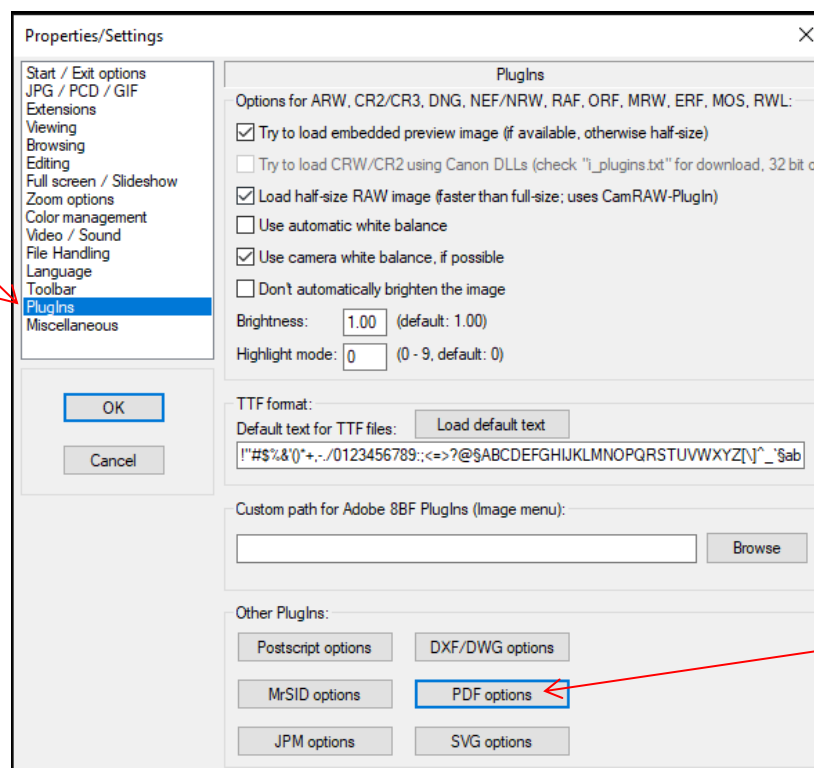 Properties/Settings
Start / Exit options
JPG / PCD / GIF
Extensions
Viewing
Browsing
Editing
Full screen / Slideshow
Zoom options
Color management
Video / Sound
File Handling
Language
Toolbar
PlugIns
Miscellaneous
OK
Cancel
PlugIns
Options for ARW, CR2/CR3, DNG, NEF/NRW, RAF, ORF, MRW, ERF, MOS, RWL:
Try to load embedded preview image (if available, otherwise half-size)
Try to load CRW/CR2 using Canon DLLs (check "i_plugins.txt" for download, 32 bit o
Load half-size RAW image (faster than full-size; uses CamRAW-PlugIn)
Use automatic white balance
Use camera white balance, if possible
Don't automatically brighten the image
Brightness: 1.00 (default: 1.00)
Highlight mode: 0 (0 - 9, default: 0)
TTF format:
Default text for TTF files: Load default text
!"#$%&'()*+,-./0123456789:;<=>?@§ABCDEFGHIJKLMNOPQRSTUVWXYZ[\]^_`§ab
Custom path for Adobe 8BF PlugIns (Image menu):
Browse
Other PlugIns:
Postscript options DXF/DWG options
MrSID options PDF options
JPM options SVG options